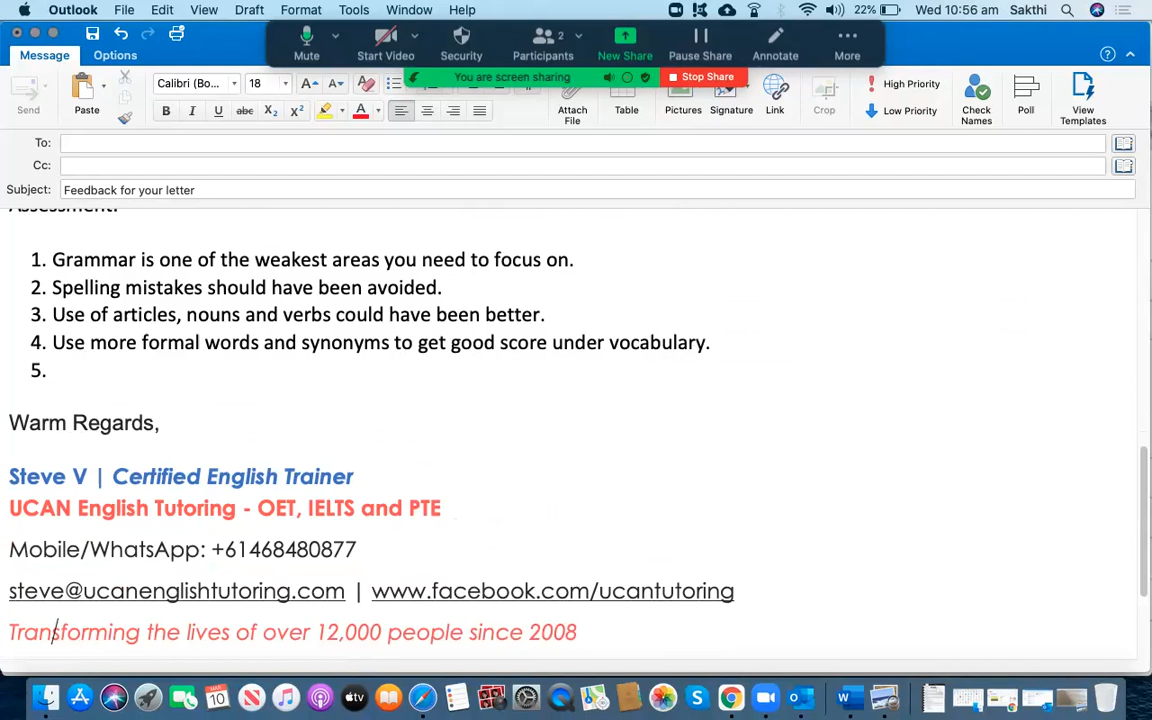 Outlook File Edit View Draft Format Tools Window Help 22% Wed 10:56 am Sakthi
Mute Start Video Security Participants 2 New Share Pause Share Annotate More
You are screen sharing Stop Share
Message Options
Send Paste Calibri (Bo... 18 Attach File Table Pictures Signature Link Crop High Priority Low Priority Check Names Poll View Templates
B I U abc X₂ X² A
To:
Cc:
Subject: Feedback for your letter
Assessment:
1. Grammar is one of the weakest areas you need to focus on.
2. Spelling mistakes should have been avoided.
3. Use of articles, nouns and verbs could have been better.
4. Use more formal words and synonyms to get good score under vocabulary.
5.
Warm Regards,
Steve V | Certified English Trainer
UCAN English Tutoring - OET, IELTS and PTE
Mobile/WhatsApp: +61468480877
steve@ucanenglishtutoring.com | www.facebook.com/ucantutoring
Transforming the lives of over 12,000 people since 2008